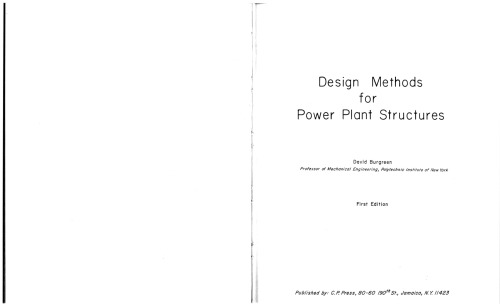 Design Methods
for
Power Plant Structures
David Burgreen
Professor of Mechanical Engineering, Polytechnic Institute of New York
First Edition
Published by: C.P. Press, 80-60 190th St., Jamaica, N.Y. 11423